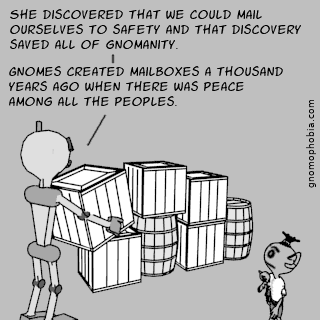 SHE DISCOVERED THAT WE COULD MAIL
OURSELVES TO SAFETY AND THAT DISCOVERY
SAVED ALL OF GNOMANITY.
GNOMES CREATED MAILBOXES A THOUSAND
YEARS AGO WHEN THERE WAS PEACE
AMONG ALL THE PEOPLES.
gnomophobia.com